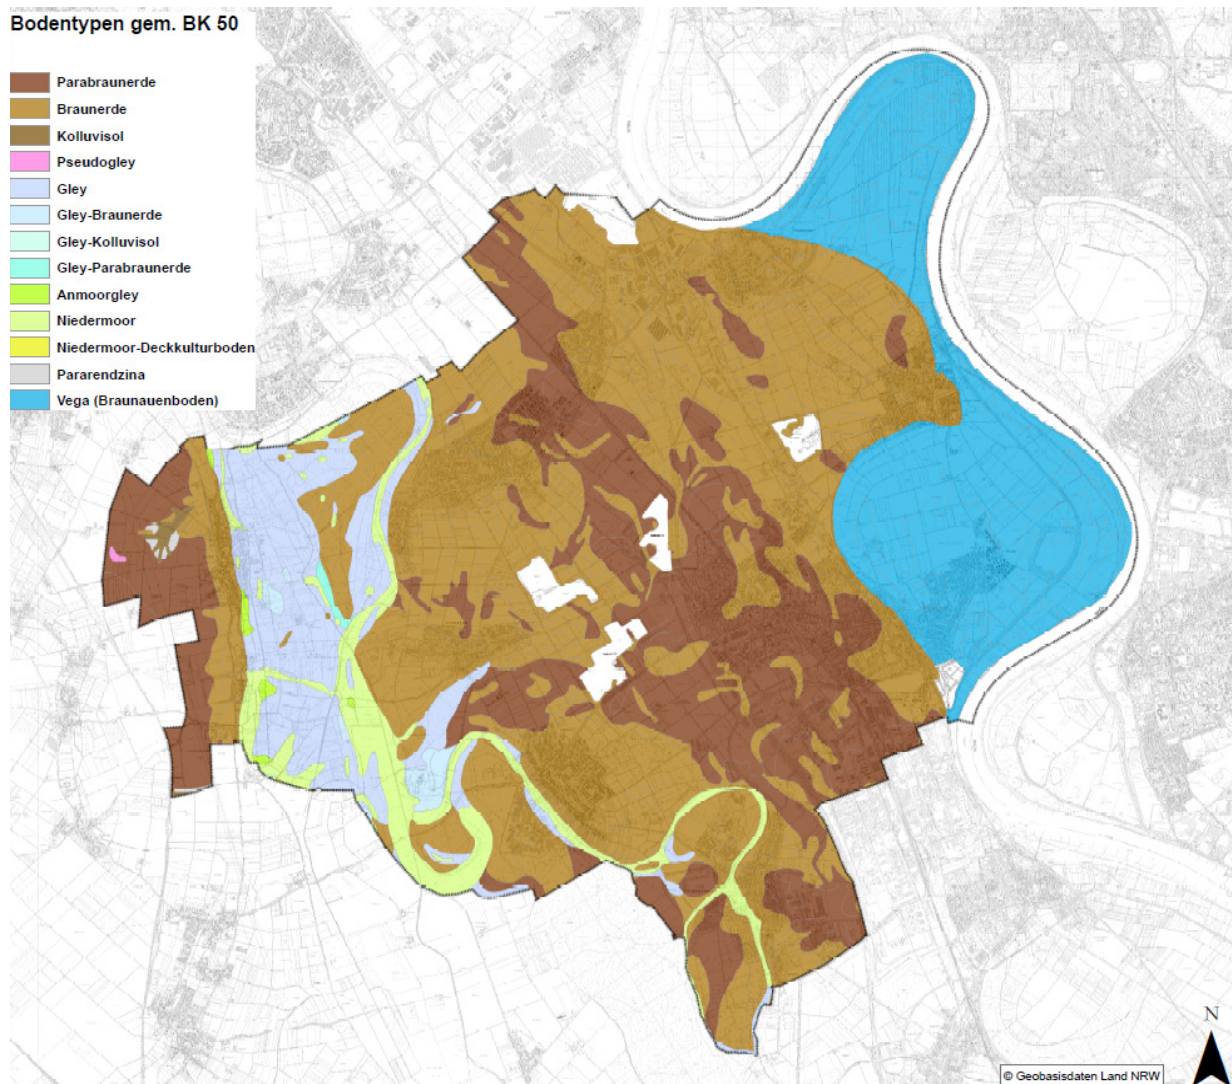 Bodentypen gem. BK 50
Parabraunerde
Braunerde
Kolluvisol
Pseudogley
Gley
Gley-Braunerde
Gley-Kolluvisol
Gley-Parabraunerde
Anmoorgley
Niedermoor
Niedermoor-Deckkulturboden
Pararendzina
Vega (Braunauenboden)
N
© Geobasisdaten Land NRW